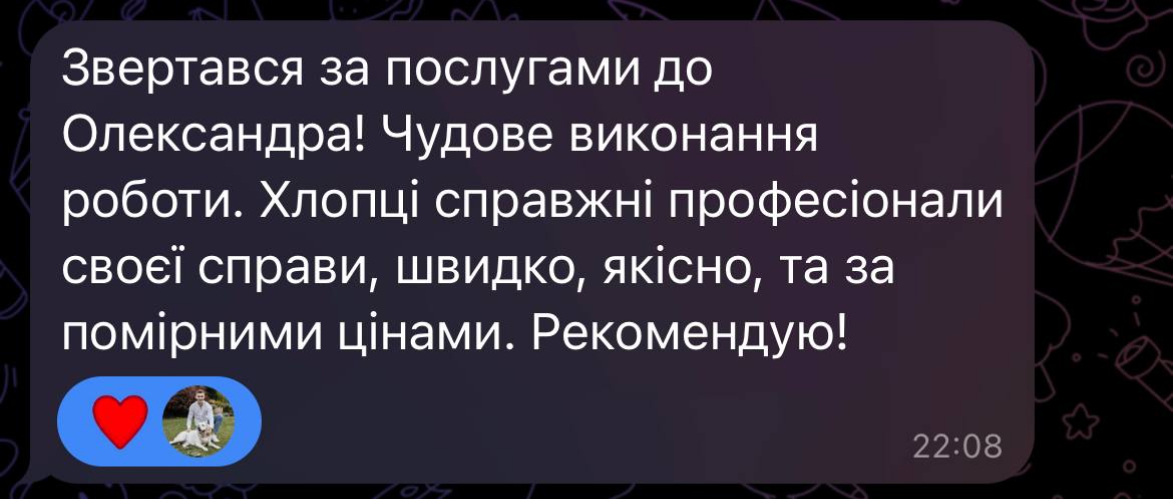 Звертався за послугами до
Олександра! Чудове виконання
роботи. Хлопці справжні професіонали
своєї справи, швидко, якісно, та за
помірними цінами. Рекомендую!
22:08